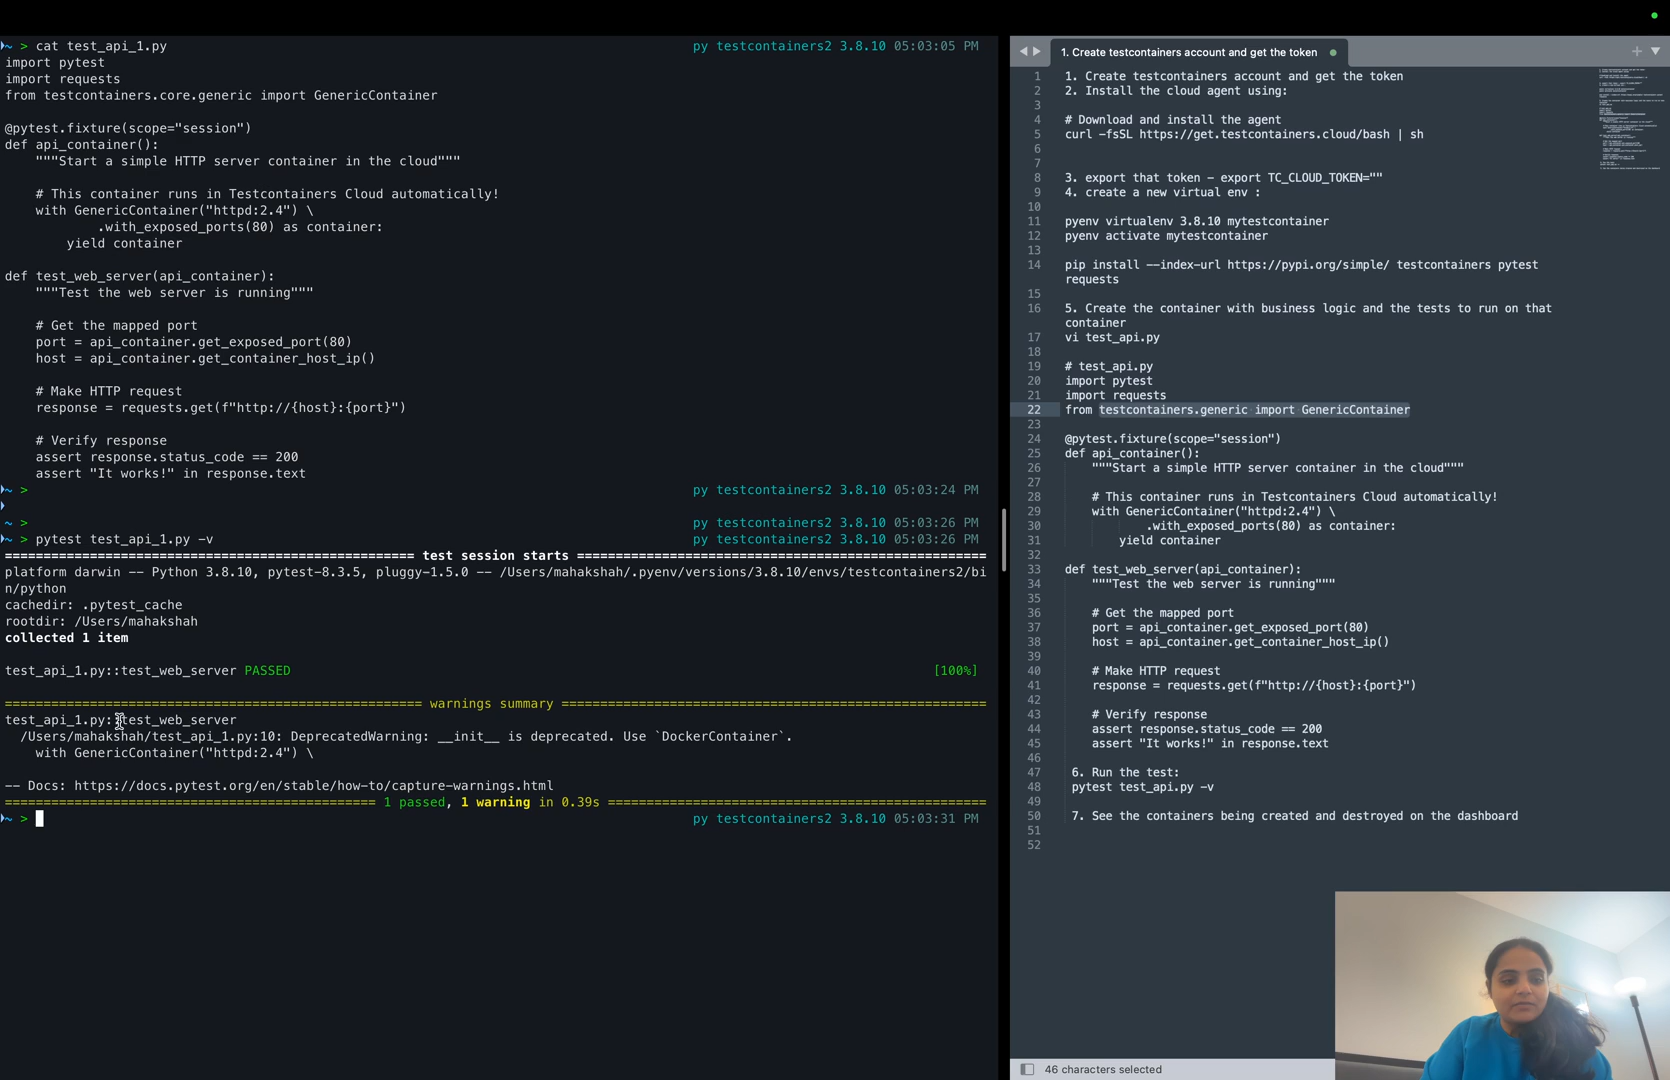 ~ > cat test_api_1.py py testcontainers2 3.8.10 05:03:05 PM
import pytest
import requests
from testcontainers.core.generic import GenericContainer
@pytest.fixture(scope="session")
def api_container():
"""Start a simple HTTP server container in the cloud"""
# This container runs in Testcontainers Cloud automatically!
with GenericContainer("httpd:2.4") \
.with_exposed_ports(80) as container:
yield container
def test_web_server(api_container):
"""Test the web server is running"""
# Get the mapped port
port = api_container.get_exposed_port(80)
host = api_container.get_container_host_ip()
# Make HTTP request
response = requests.get(f"http://{host}:{port}")
# Verify response
assert response.status_code == 200
assert "It works!" in response.text
~ > py testcontainers2 3.8.10 05:03:24 PM
~ > py testcontainers2 3.8.10 05:03:26 PM
~ > pytest test_api_1.py -v py testcontainers2 3.8.10 05:03:26 PM
===================================================== test session starts =====================================================
platform darwin -- Python 3.8.10, pytest-8.3.5, pluggy-1.5.0 -- /Users/mahakshah/.pyenv/versions/3.8.10/envs/testcontainers2/bi
n/python
cachedir: .pytest_cache
rootdir: /Users/mahakshah
collected 1 item
test_api_1.py::test_web_server PASSED [100%]
====================================================== warnings summary =======================================================
test_api_1.py::test_web_server
/Users/mahakshah/test_api_1.py:10: DeprecatedWarning: __init__ is deprecated. Use `DockerContainer`.
with GenericContainer("httpd:2.4") \
-- Docs: https://docs.pytest.org/en/stable/how-to/capture-warnings.html
================================================ 1 passed, 1 warning in 0.39s =================================================
~ > py testcontainers2 3.8.10 05:03:31 PM
1. Create testcontainers account and get the token
1 1. Create testcontainers account and get the token
2 2. Install the cloud agent using:
3
4 # Download and install the agent
5 curl -fsSL https://get.testcontainers.cloud/bash | sh
6
7
8 3. export that token - export TC_CLOUD_TOKEN=""
9 4. create a new virtual env :
10
11 pyenv virtualenv 3.8.10 mytestcontainer
12 pyenv activate mytestcontainer
13
14 pip install --index-url https://pypi.org/simple/ testcontainers pytest
requests
15
16 5. Create the container with business logic and the tests to run on that
container
17 vi test_api.py
18
19 # test_api.py
20 import pytest
21 import requests
22 from testcontainers.generic import GenericContainer
23
24 @pytest.fixture(scope="session")
25 def api_container():
26 """Start a simple HTTP server container in the cloud"""
27
28 # This container runs in Testcontainers Cloud automatically!
29 with GenericContainer("httpd:2.4") \
30 .with_exposed_ports(80) as container:
31 yield container
32
33 def test_web_server(api_container):
34 """Test the web server is running"""
35
36 # Get the mapped port
37 port = api_container.get_exposed_port(80)
38 host = api_container.get_container_host_ip()
39
40 # Make HTTP request
41 response = requests.get(f"http://{host}:{port}")
42
43 # Verify response
44 assert response.status_code == 200
45 assert "It works!" in response.text
46
47 6. Run the test:
48 pytest test_api.py -v
49
50 7. See the containers being created and destroyed on the dashboard
51
52
46 characters selected